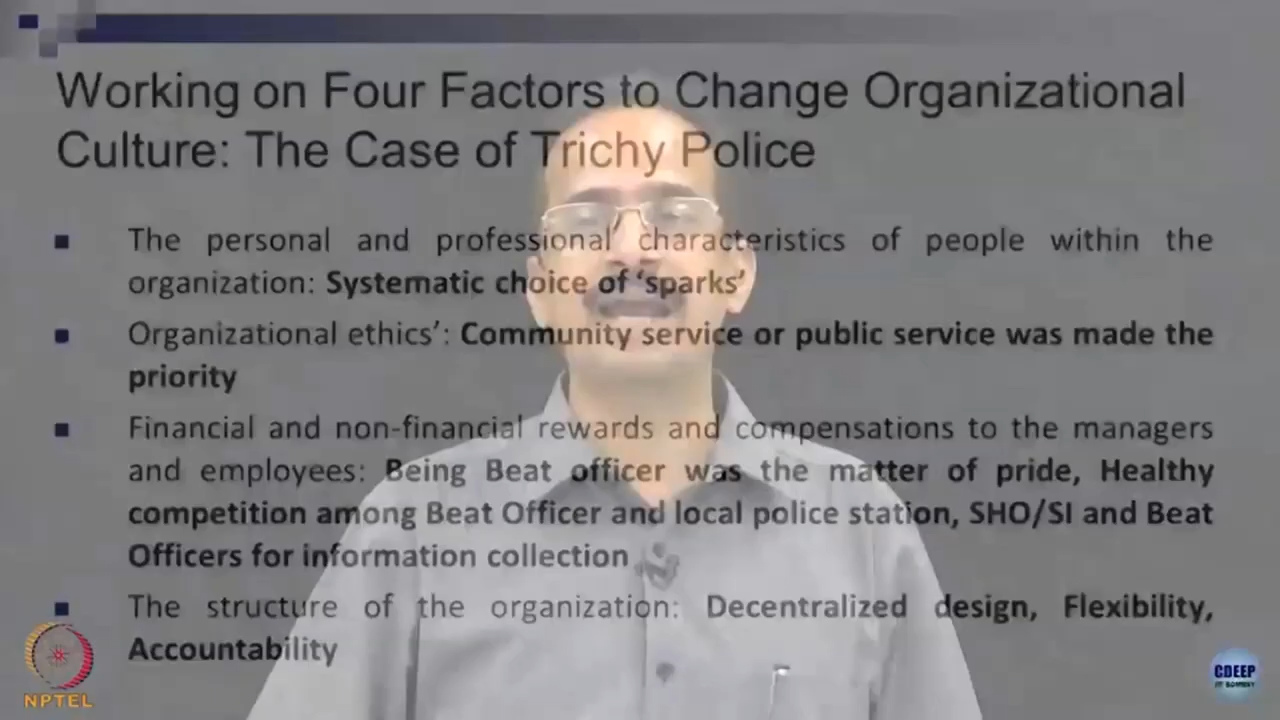 Working on Four Factors to Change Organizational
Culture: The Case of Trichy Police
The personal and professional characteristics of people within the
organization: Systematic choice of ‘sparks’
Organizational ethics’: Community service or public service was made the
priority
Financial and non-financial rewards and compensations to the managers
and employees: Being Beat officer was the matter of pride, Healthy
competition among Beat Officer and local police station, SHO/SI and Beat
Officers for information collection
The structure of the organization: Decentralized design, Flexibility,
Accountability
NPTEL
CDEEP
IIT BOMBAY